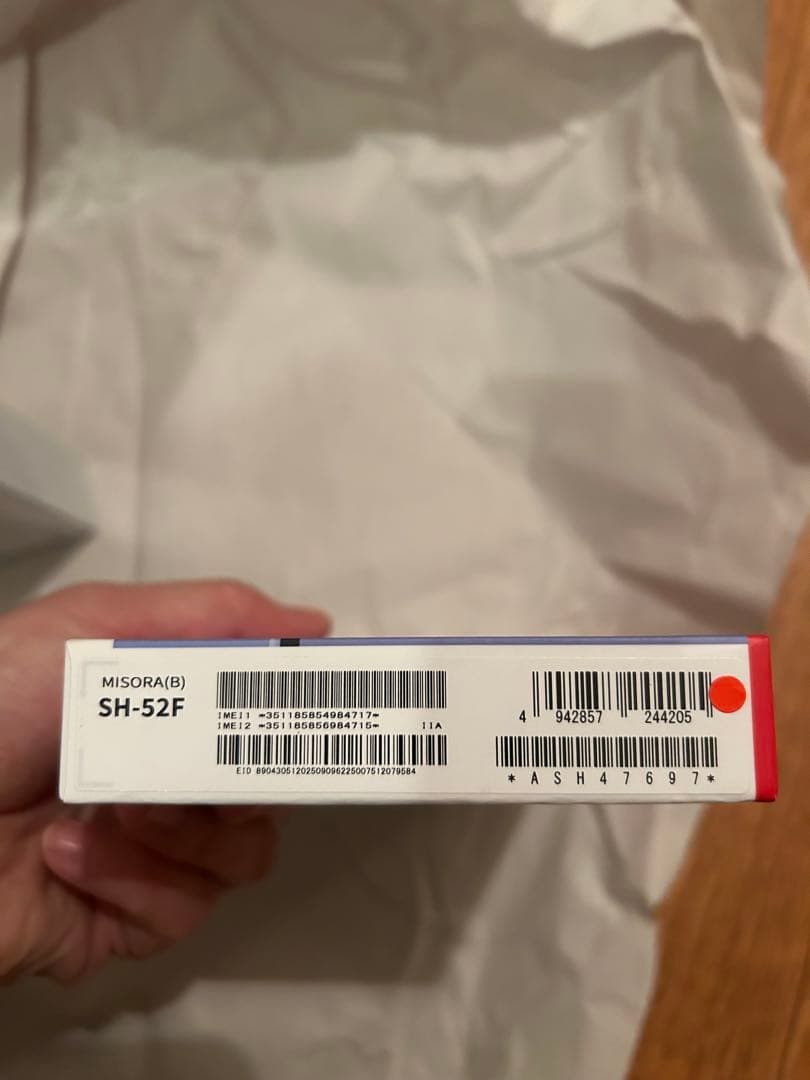 MISORA(B)
SH-52F
IMEI1 *351185854984717*
IMEI2 *351185856984715* IIA
EID 89043051202509096225007512079584
4 942857 244205
*ASH47697*